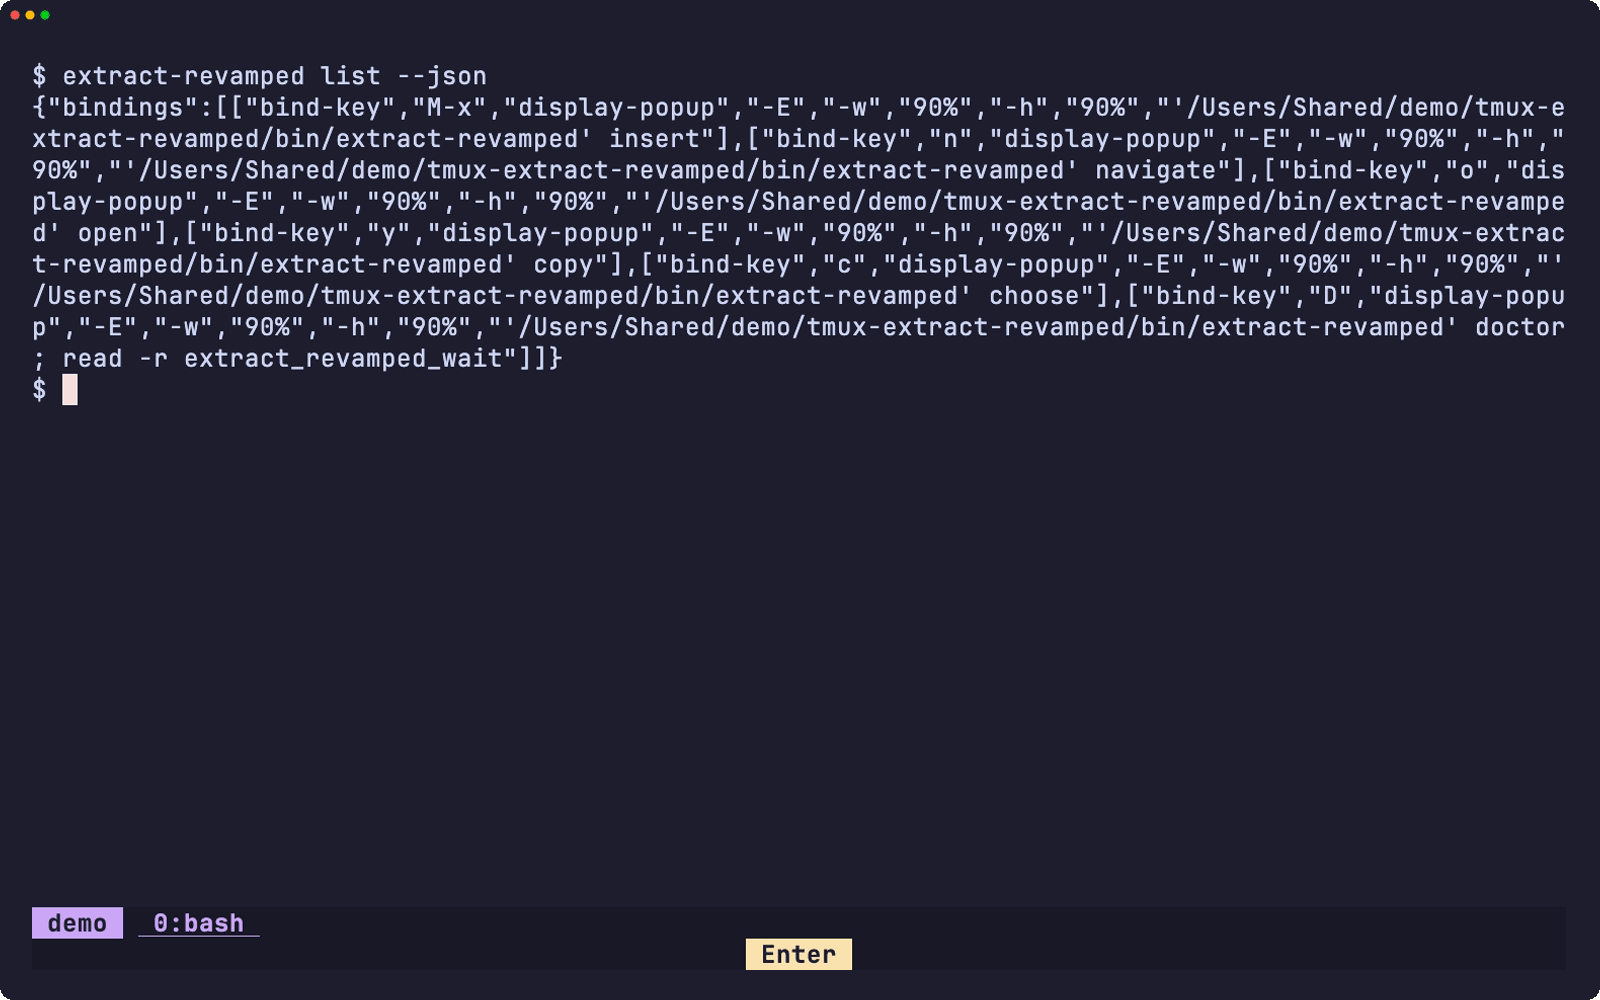 $ extract-revamped list --json
{"bindings":[["bind-key","M-x","display-popup","-E","-w","90%","-h","90%","'/Users/Shared/demo/tmux-e
xtract-revamped/bin/extract-revamped' insert"],["bind-key","n","display-popup","-E","-w","90%","-h","
90%","'/Users/Shared/demo/tmux-extract-revamped/bin/extract-revamped' navigate"],["bind-key","o","dis
play-popup","-E","-w","90%","-h","90%","'/Users/Shared/demo/tmux-extract-revamped/bin/extract-revampe
d' open"],["bind-key","y","display-popup","-E","-w","90%","-h","90%","'/Users/Shared/demo/tmux-extrac
t-revamped/bin/extract-revamped' copy"],["bind-key","c","display-popup","-E","-w","90%","-h","90%","'
/Users/Shared/demo/tmux-extract-revamped/bin/extract-revamped' choose"],["bind-key","D","display-popu
p","-E","-w","90%","-h","90%","'/Users/Shared/demo/tmux-extract-revamped/bin/extract-revamped' doctor
; read -r extract_revamped_wait"]]}
$
demo 0:bash
Enter